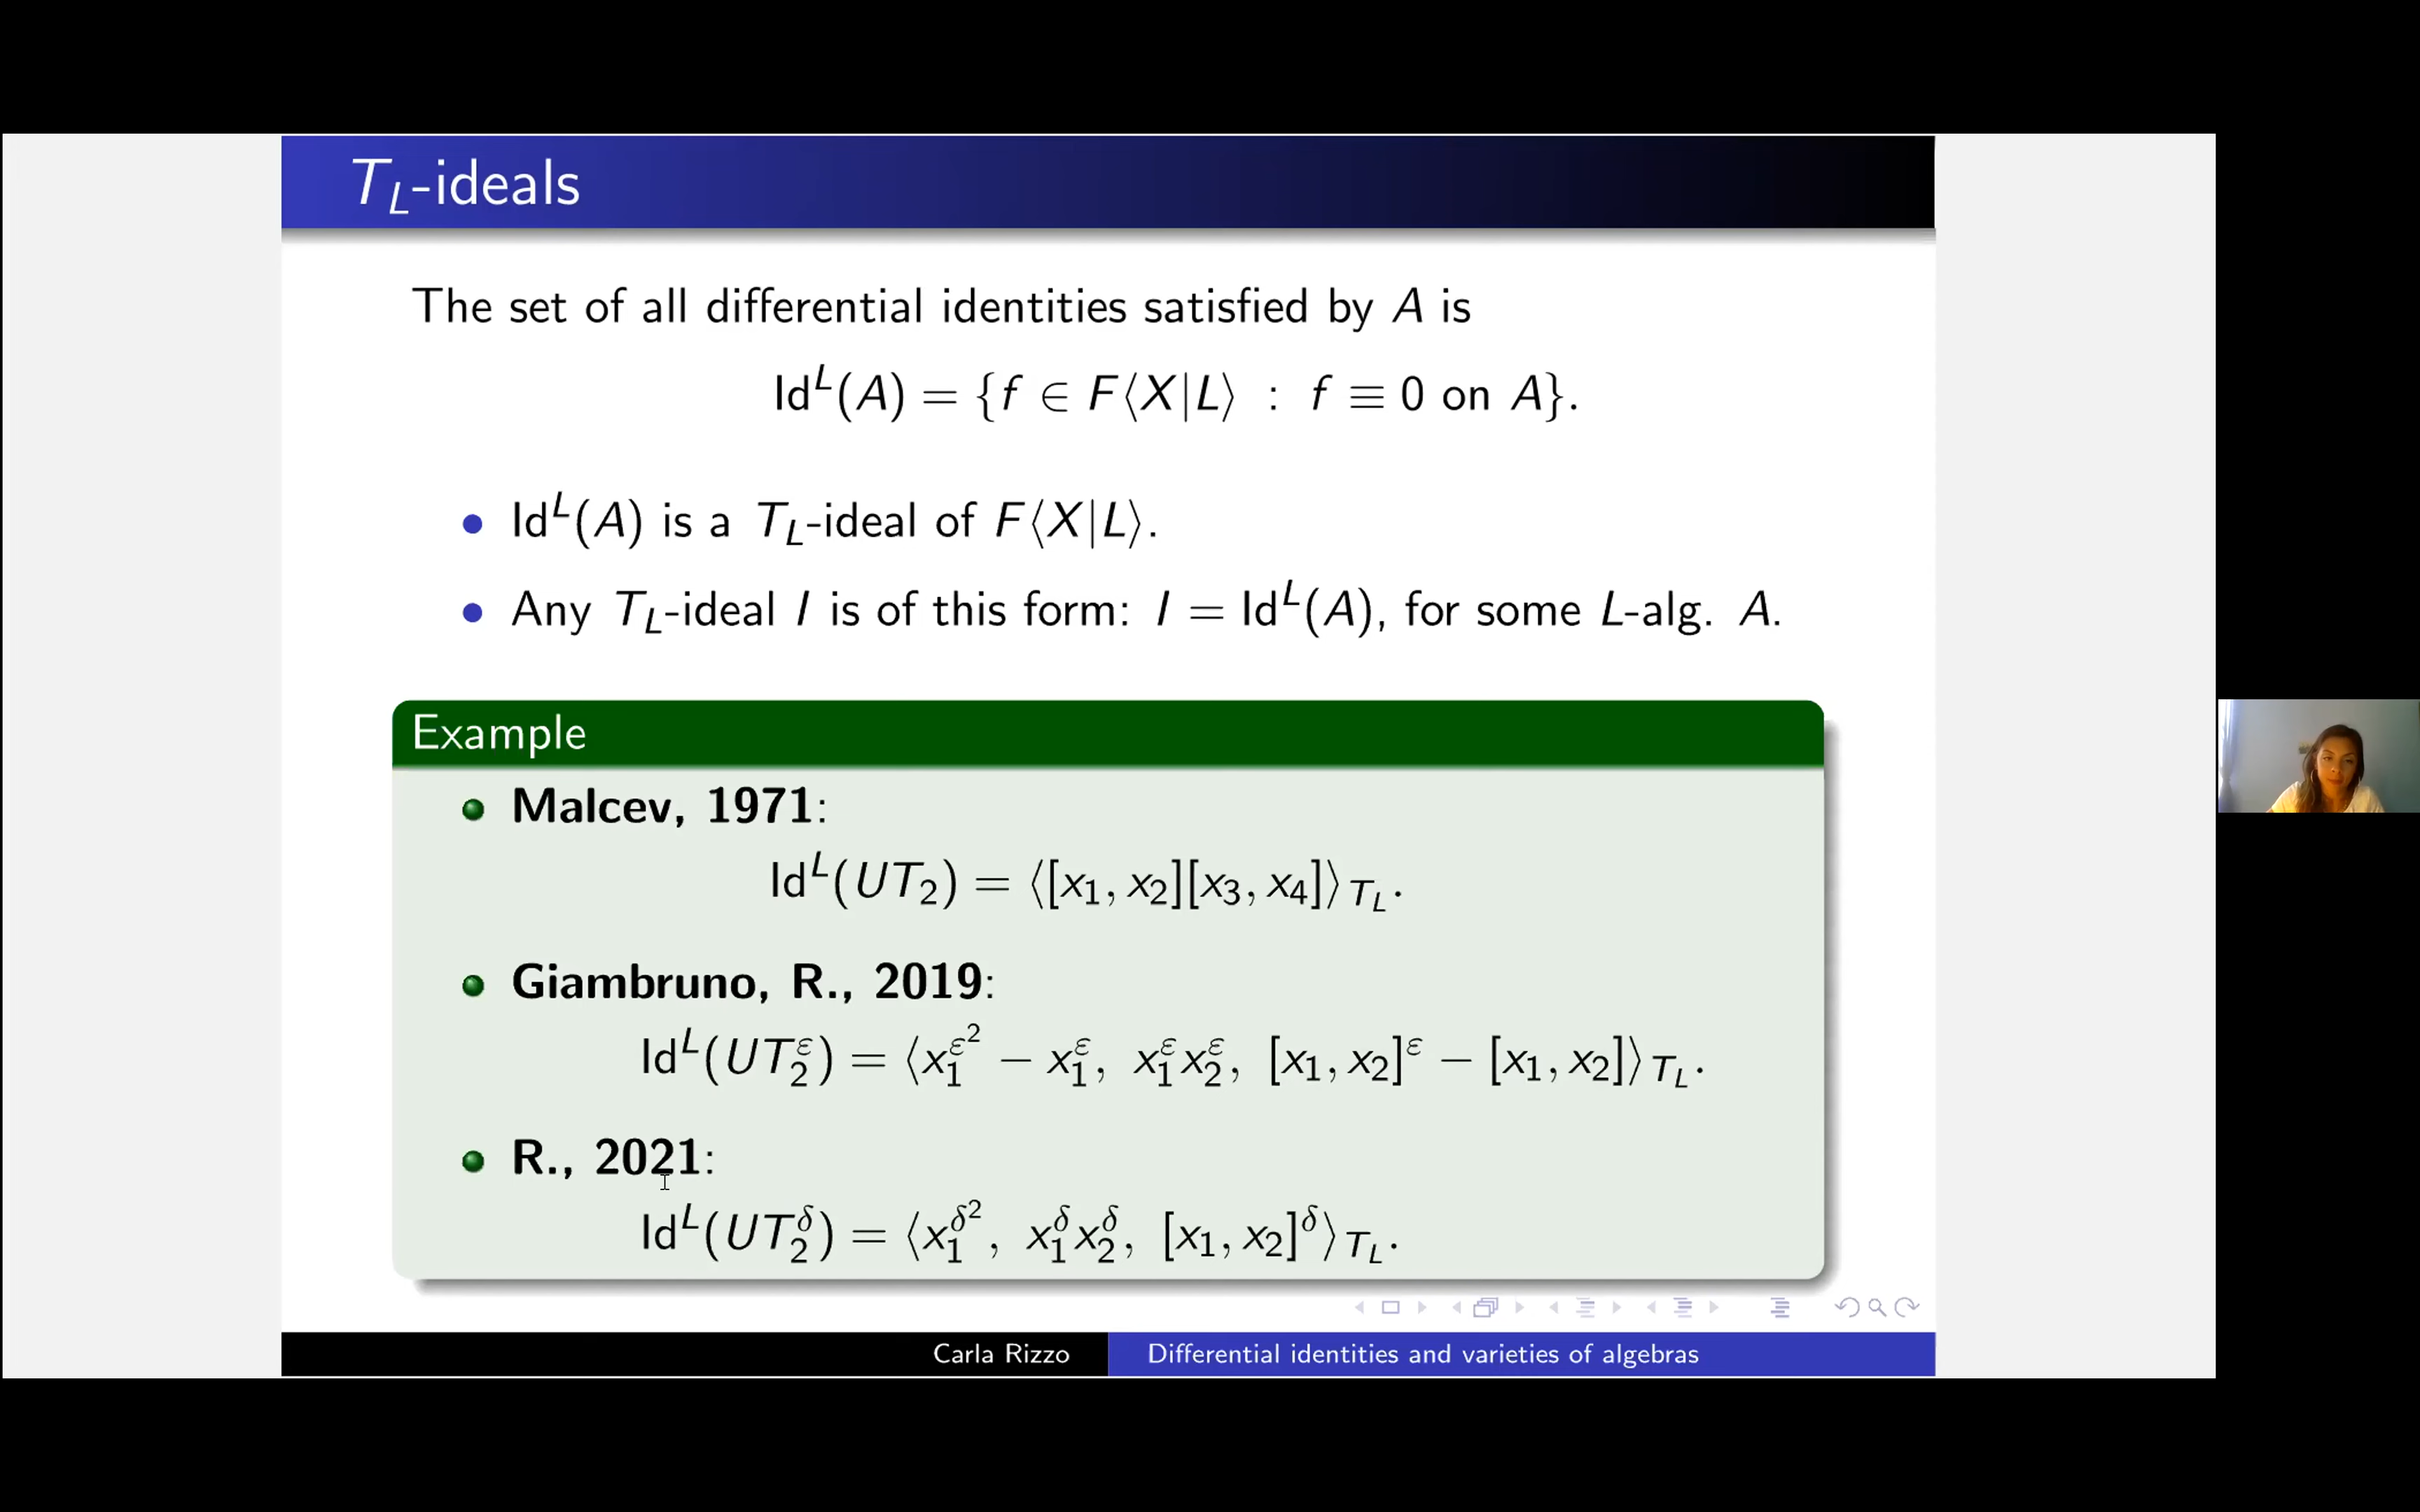 T_L-ideals
The set of all differential identities satisfied by A is
Id^L(A) = {f ∈ F⟨X|L⟩ : f ≡ 0 on A}.
• Id^L(A) is a T_L-ideal of F⟨X|L⟩.
• Any T_L-ideal I is of this form: I = Id^L(A), for some L-alg. A.
Example
• Malcev, 1971:
Id^L(UT_2) = ⟨[x_1, x_2][x_3, x_4]⟩_{T_L}.
• Giambruno, R., 2019:
Id^L(UT_2^ε) = ⟨x_1^{ε^2} − x_1^ε, x_1^ε x_2^ε, [x_1, x_2]^ε − [x_1, x_2]⟩_{T_L}.
• R., 2021:
Id^L(UT_2^δ) = ⟨x_1^{δ^2}, x_1^δ x_2^δ, [x_1, x_2]^δ⟩_{T_L}.
Carla Rizzo Differential identities and varieties of algebras